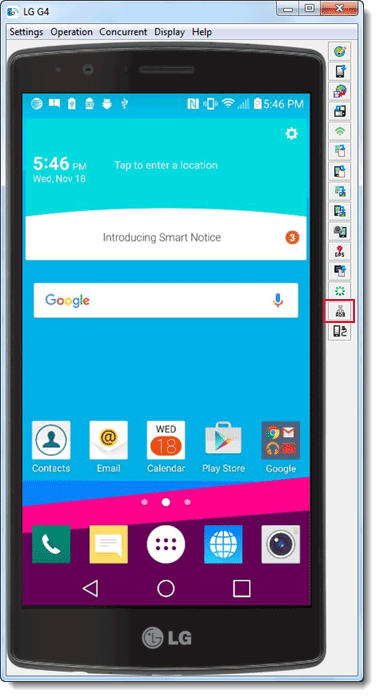 LG G4
Settings Operation Concurrent Display Help
5:46 PM
5:46 PM
Wed, Nov 18
Tap to enter a location
Introducing Smart Notice
3
Google
Contacts
@
Email
WED
18
Calendar
Play Store
Google
LG
GPS
ADB